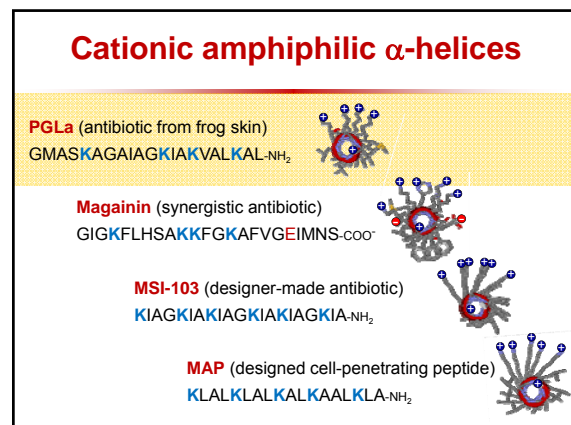 Cationic amphiphilic α-helices
PGLa (antibiotic from frog skin)
GMASKAGAIAGKIAKVALKAL-NH₂
Magainin (synergistic antibiotic)
GIGKFLHSAKKFGKAFVGEIMNS-COO⁻
MSI-103 (designer-made antibiotic)
KIAGKIAKIAGKIAKIAGKIA-NH₂
MAP (designed cell-penetrating peptide)
KLALKLALKALKAALKLA-NH₂